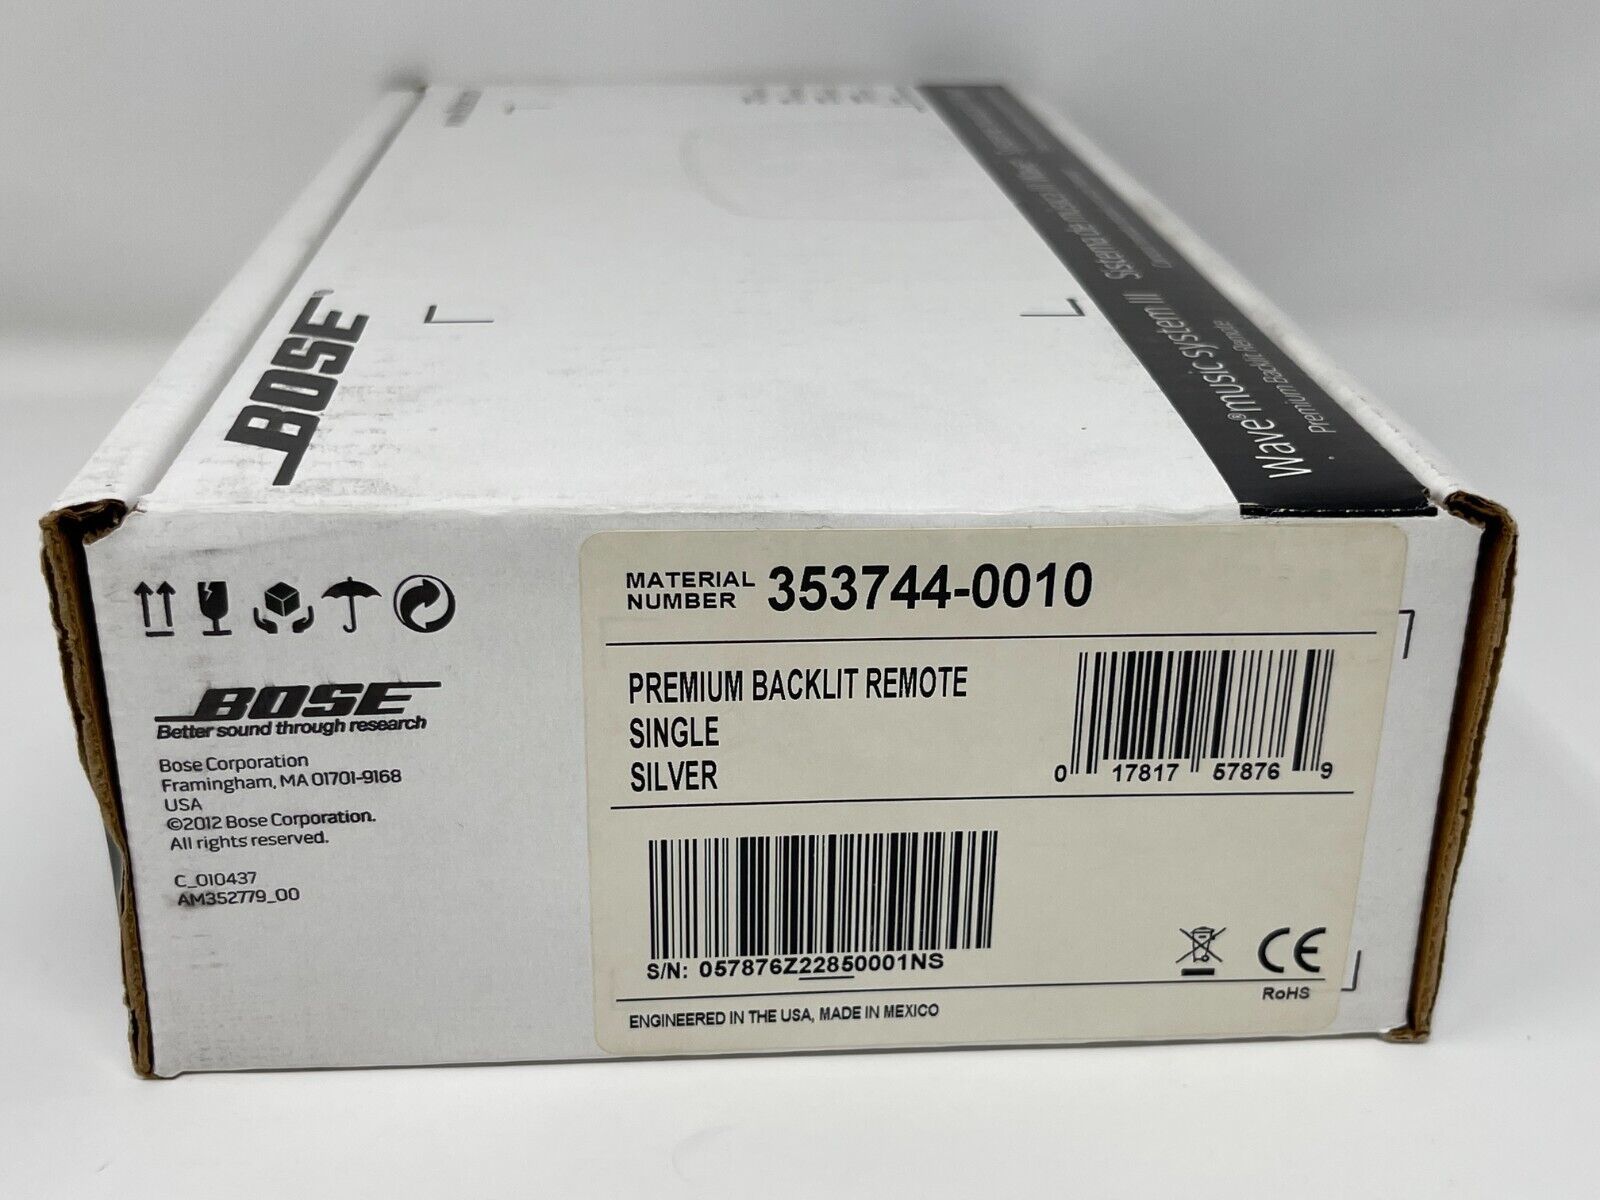 BOSE®
Wave® music system III
Premium Backlit Remote
MATERIAL
NUMBER 353744-0010
PREMIUM BACKLIT REMOTE
SINGLE
SILVER
0 17817 57876 9
S/N: 057876Z22850001NS
ENGINEERED IN THE USA, MADE IN MEXICO
CE
RoHS
BOSE
Better sound through research
Bose Corporation
Framingham, MA 01701-9168
USA
©2012 Bose Corporation.
All rights reserved.
C_010437
AM352779_00